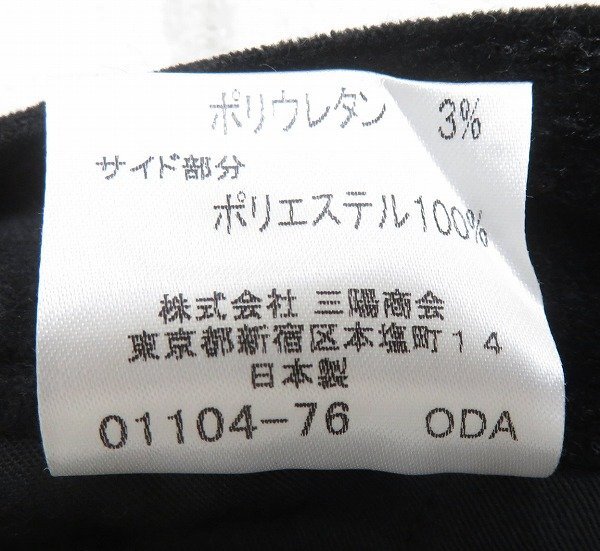 ポリウレタン 3%
サイド部分
ポリエステル100%
株式会社 三陽商会
東京都新宿区本塩町14
日本製
01104-76 ODA